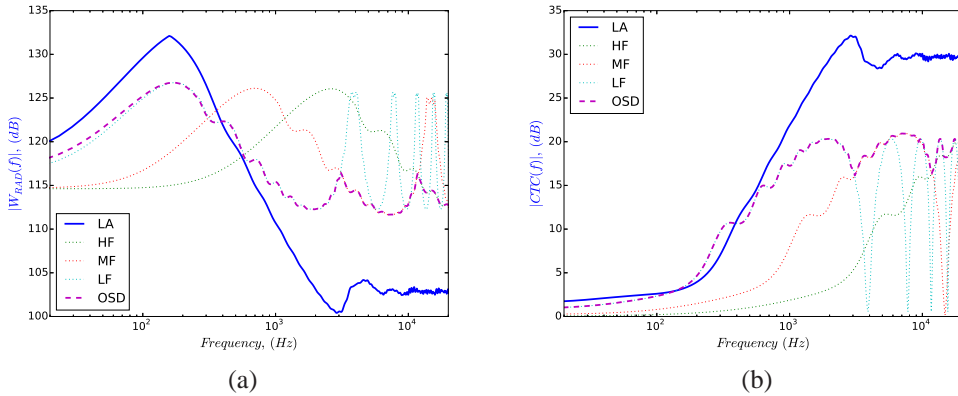 135
130
125
120
115
110
105
100
|W_RAD(f)|, (dB)
LA
HF
MF
LF
OSD
10^2
10^3
10^4
Frequency, (Hz)
(a)
35
30
25
20
15
10
5
0
|CTC(f)|, (dB)
LA
HF
MF
LF
OSD
10^2
10^3
10^4
Frequency (Hz)
(b)